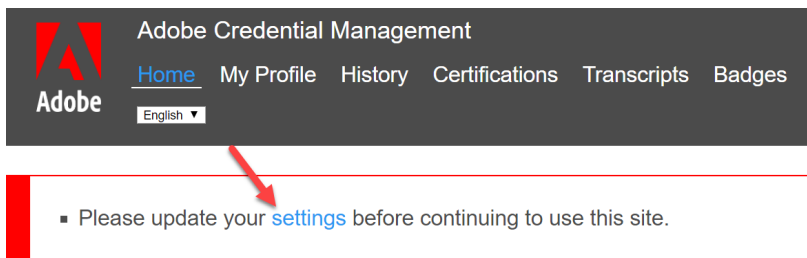 Adobe Credential Management
Home My Profile History Certifications Transcripts Badges
Adobe
English ▼
▪ Please update your settings before continuing to use this site.